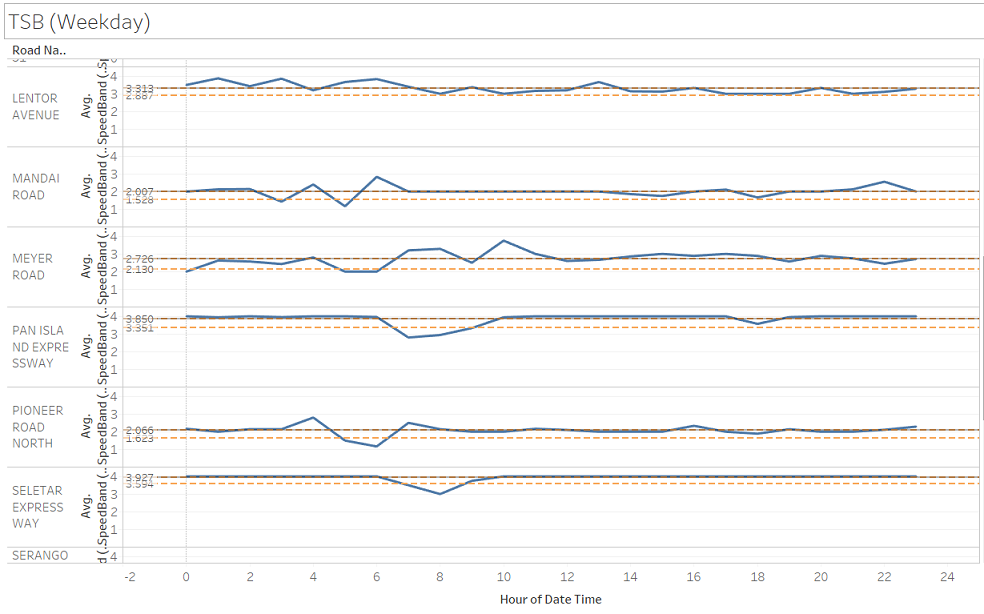 TSB (Weekday)
Road Na..
LENTOR
AVENUE
Avg.
SpeedBand (..
4
3
2
1
3.313
2.887
MANDAI
ROAD
Avg.
SpeedBand (..
4
3
2
1
2.007
1.528
MEYER
ROAD
Avg.
SpeedBand (..
4
3
2
1
2.726
2.130
PAN ISLA
ND EXPRE
SSWAY
Avg.
SpeedBand (..
4
3
2
1
3.850
3.351
PIONEER
ROAD
NORTH
Avg.
SpeedBand (..
4
3
2
1
2.066
1.623
SELETAR
EXPRESS
WAY
Avg.
SpeedBand (..
4
3
2
1
3.927
3.594
SERANGO
d (..
4
-2 0 2 4 6 8 10 12 14 16 18 20 22 24
Hour of Date Time